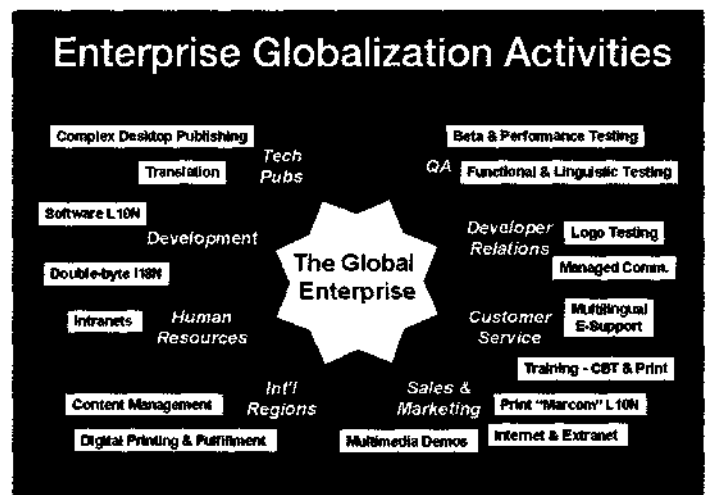 Enterprise Globalization Activities
Complex Desktop Publishing
Translation
Tech
Pubs
Beta & Performance Testing
QA
Functional & Linguistic Testing
Software L10N
Development
Double-byte I18N
The Global
Enterprise
Developer
Relations
Logo Testing
Managed Comm.
Intranets
Human
Resources
Customer
Service
Multilingual
E-Support
Training - CBT & Print
Content Management
Int'l
Regions
Digital Printing & Fulfillment
Sales &
Marketing
Print "Marcom" L10N
Multimedia Demos
Internet & Extranet